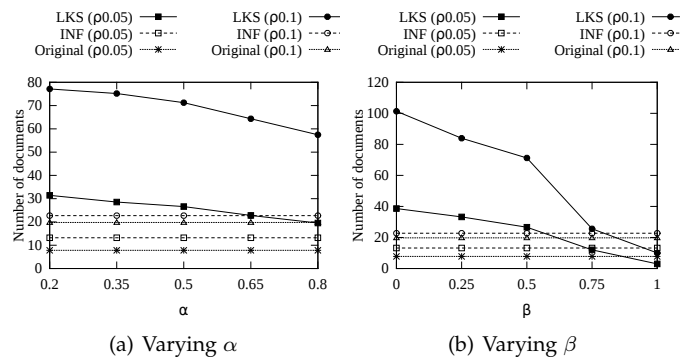 LKS (ρ0.05) LKS (ρ0.1)
INF (ρ0.05) INF (ρ0.1)
Original (ρ0.05) Original (ρ0.1)
80
70
60
50
40
30
20
10
0
Number of documents
0.2 0.35 0.5 0.65 0.8
α
(a) Varying α
LKS (ρ0.05) LKS (ρ0.1)
INF (ρ0.05) INF (ρ0.1)
Original (ρ0.05) Original (ρ0.1)
120
100
80
60
40
20
0
Number of documents
0 0.25 0.5 0.75 1
β
(b) Varying β